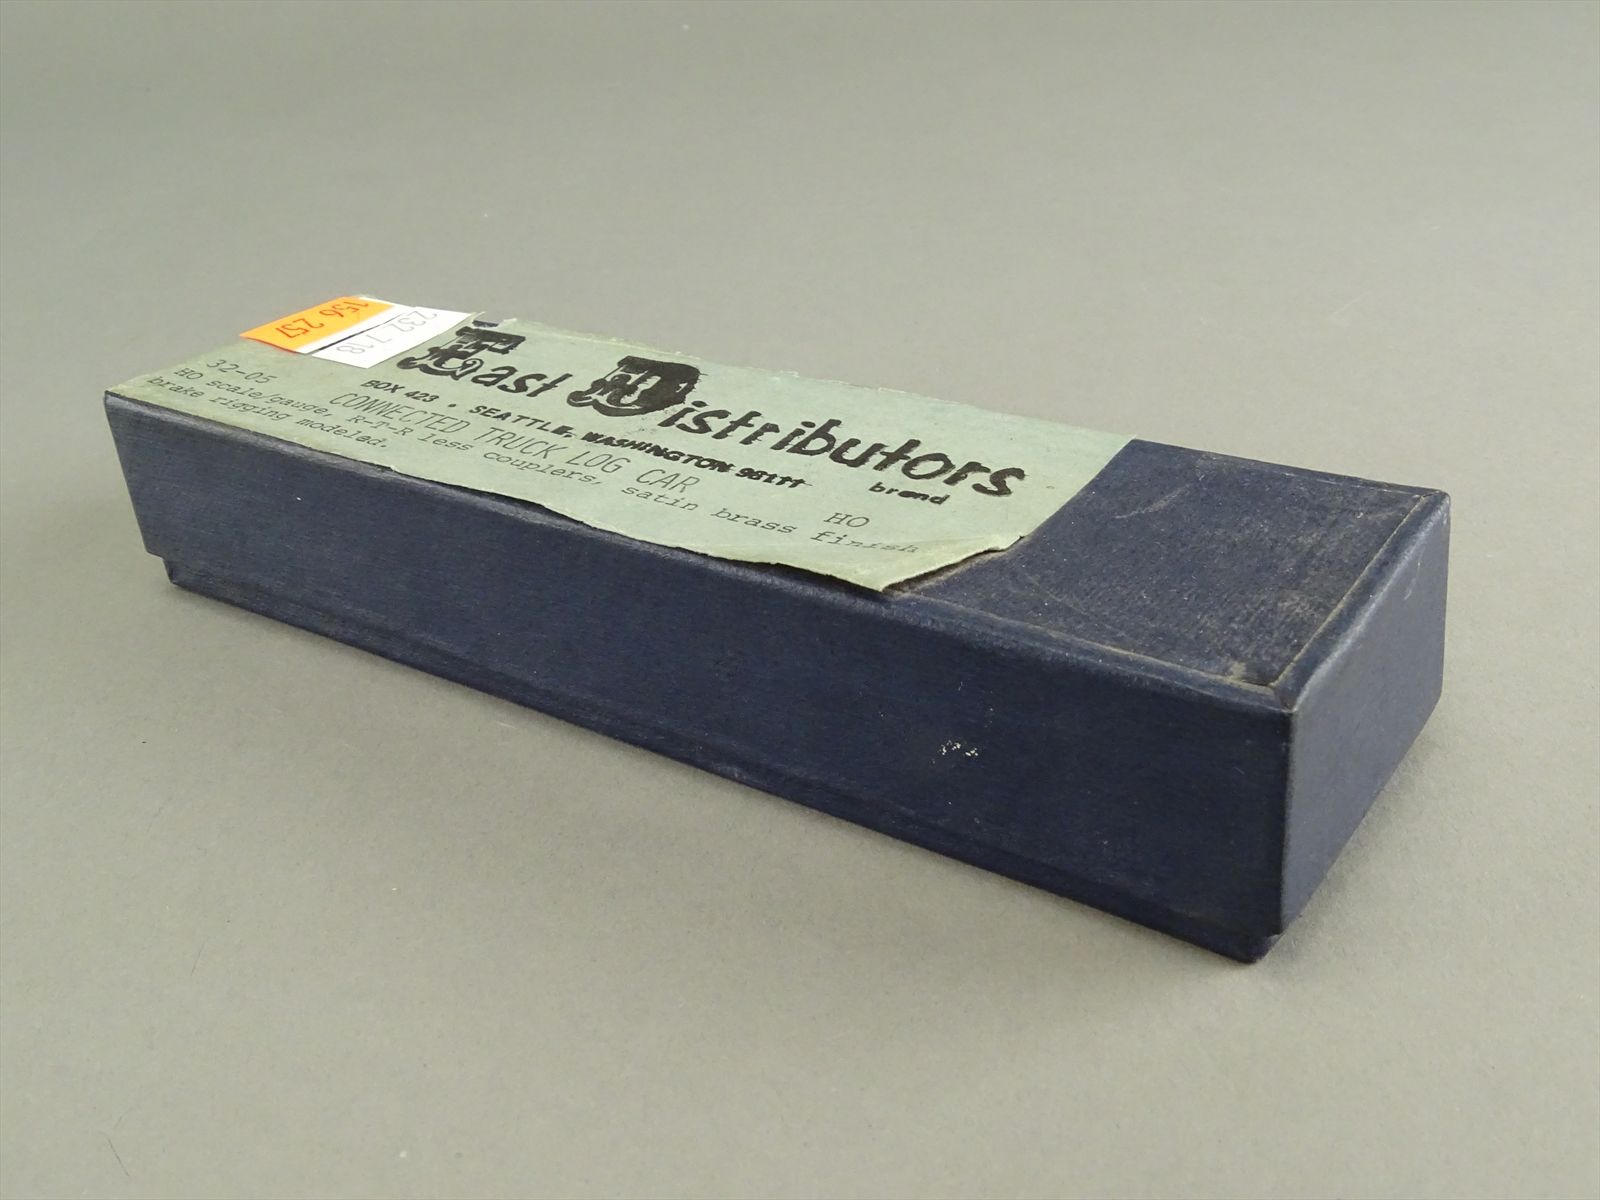 156 257
232 718
East Distributors
brand
BOX 423 • SEATTLE, WASHINGTON
32-05 CONNECTED TRUCK LOG CAR HO
HO scale/gauge, R-T-R less couplers, satin brass finish
brake rigging modeled.